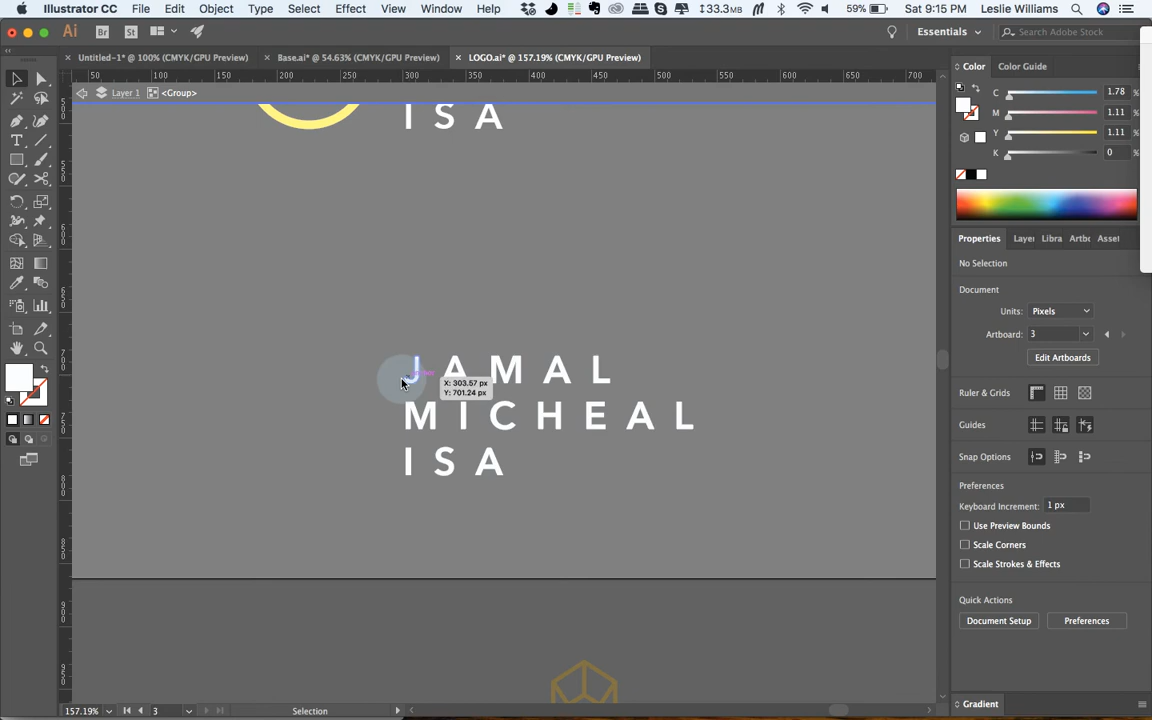 Illustrator CC File Edit Object Type Select Effect View Window Help 33.3MB 59% Sat 9:15 PM Leslie Williams
Ai Br St Essentials Search Adobe Stock
Untitled-1* @ 100% (CMYK/GPU Preview) Base.ai* @ 54.63% (CMYK/GPU Preview) LOGO.ai* @ 157.19% (CMYK/GPU Preview)
50 100 150 200 250 300 350 400 450 500 550 600 650 700
Layer 1 <Group>
Color Color Guide
C 1.78 %
M 1.11 %
Y 1.11 %
K 0 %
I S A
J A M A L
M I C H E A L
I S A
X: 303.57 px
Y: 701.24 px
Properties Layer Libra Artbo Asset
No Selection
Document
Units: Pixels
Artboard: 3
Edit Artboards
Ruler & Grids
Guides
Snap Options
Preferences
Keyboard Increment: 1 px
Use Preview Bounds
Scale Corners
Scale Strokes & Effects
Quick Actions
Document Setup Preferences
Gradient
157.19% 3 Selection